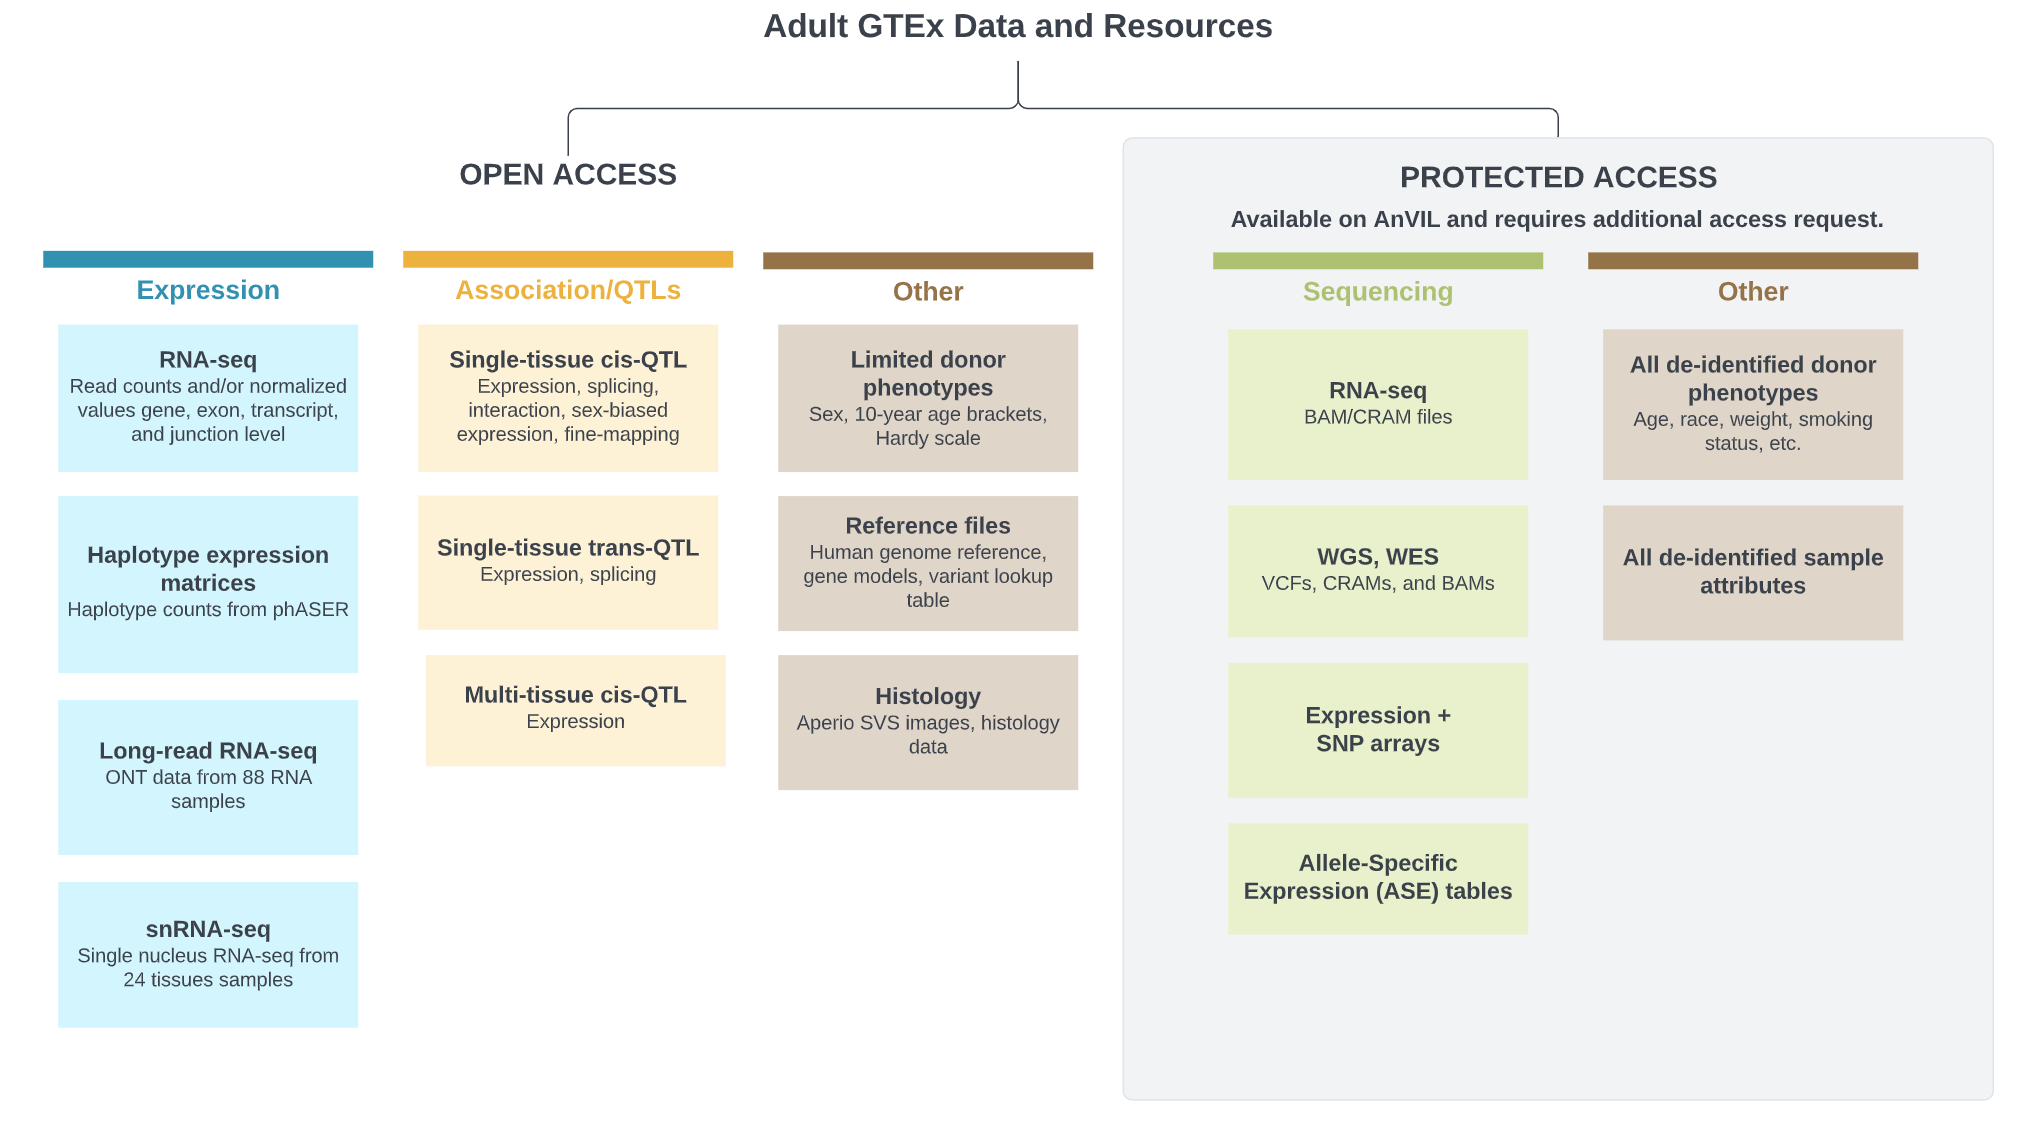 Adult GTEx Data and Resources
OPEN ACCESS
Expression
RNA-seq
Read counts and/or normalized
values gene, exon, transcript,
and junction level
Haplotype expression
matrices
Haplotype counts from phASER
Long-read RNA-seq
ONT data from 88 RNA
samples
snRNA-seq
Single nucleus RNA-seq from
24 tissues samples
Association/QTLs
Single-tissue cis-QTL
Expression, splicing,
interaction, sex-biased
expression, fine-mapping
Single-tissue trans-QTL
Expression, splicing
Multi-tissue cis-QTL
Expression
Other
Limited donor
phenotypes
Sex, 10-year age brackets,
Hardy scale
Reference files
Human genome reference,
gene models, variant lookup
table
Histology
Aperio SVS images, histology
data
PROTECTED ACCESS
Available on AnVIL and requires additional access request.
Sequencing
RNA-seq
BAM/CRAM files
WGS, WES
VCFs, CRAMs, and BAMs
Expression +
SNP arrays
Allele-Specific
Expression (ASE) tables
Other
All de-identified donor
phenotypes
Age, race, weight, smoking
status, etc.
All de-identified sample
attributes